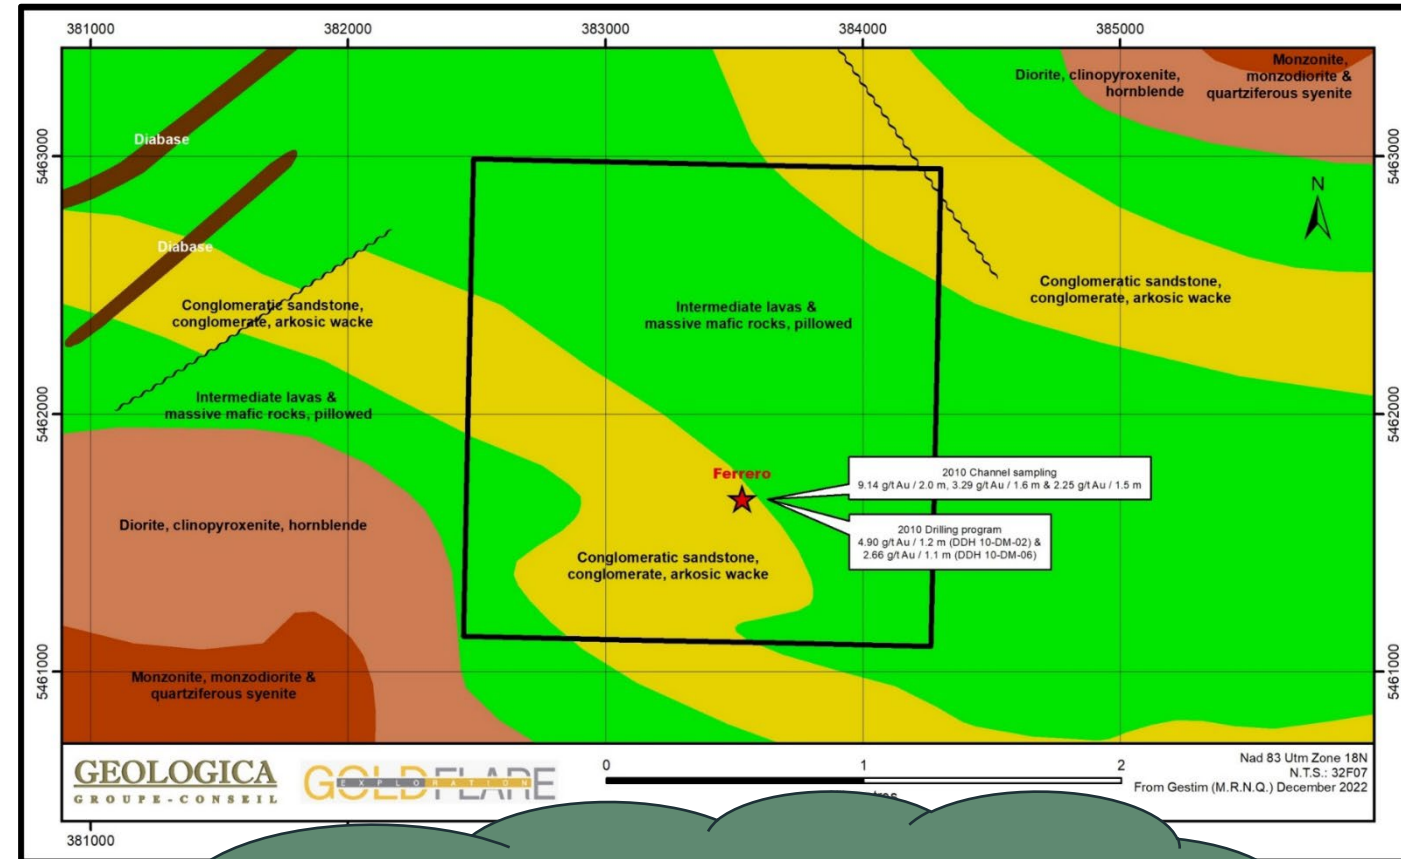 381000
382000
383000
384000
385000
Monzonite,
monzodiorite &
quartziferous syenite
Diorite, clinopyroxenite,
hornblende
Diabase
5463000
5463000
N
Diabase
Conglomeratic sandstone,
conglomerate, arkosic wacke
Conglomeratic sandstone,
conglomerate, arkosic wacke
Intermediate lavas &
massive mafic rocks, pillowed
Intermediate lavas &
massive mafic rocks, pillowed
5462000
5462000
Ferrero
2010 Channel sampling
9.14 g/t Au / 2.0 m, 3.29 g/t Au / 1.6 m & 2.25 g/t Au / 1.5 m
Diorite, clinopyroxenite, hornblende
2010 Drilling program
4.90 g/t Au / 1.2 m (DDH 10-DM-02) &
2.66 g/t Au / 1.1 m (DDH 10-DM-06)
Conglomeratic sandstone,
conglomerate, arkosic wacke
5461000
5461000
Monzonite, monzodiorite &
quartziferous syenite
GEOLOGICA
GROUPE-CONSEIL
GOLDFLARE
EXPLORATION
0
1
2
Nad 83 Utm Zone 18N
N.T.S.: 32F07
From Gestim (M.R.N.Q.) December 2022
381000